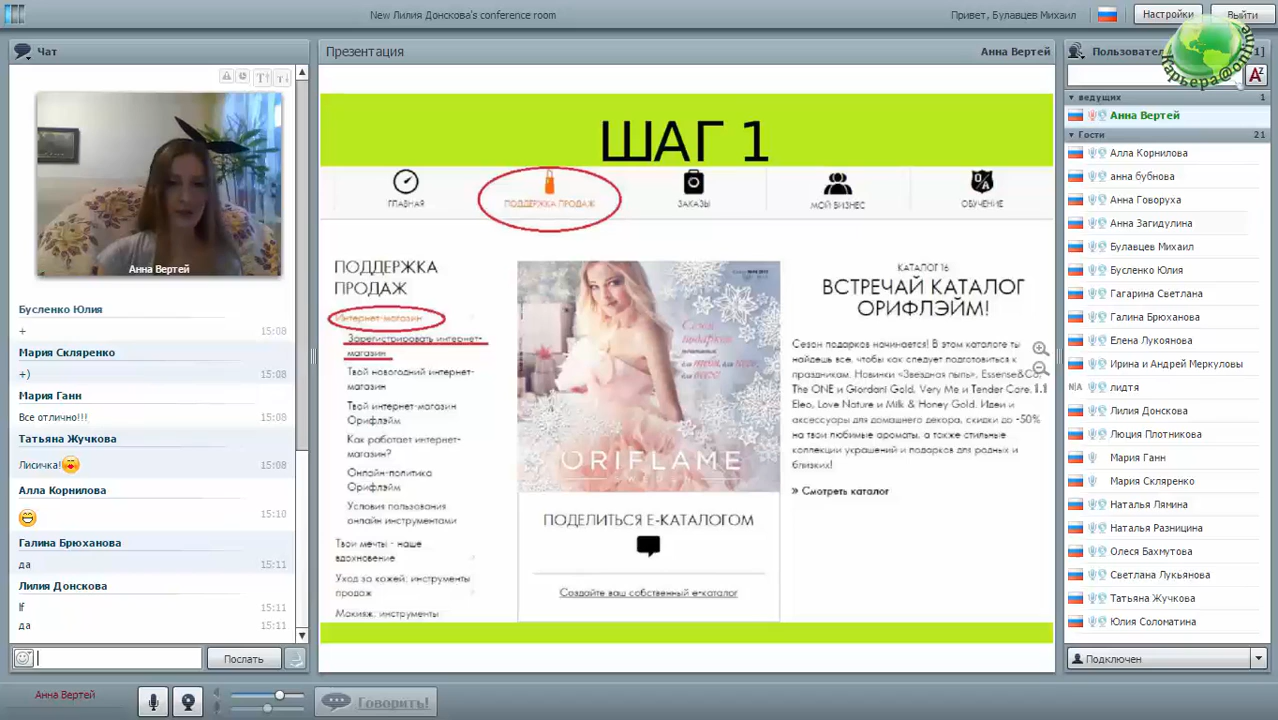 New Лилия Донскова's conference room
Привет, Булавцев Михаил
Настройки
Выйти
Чат
Анна Вертей
Бусленко Юлия
+
15:08
Мария Скляренко
+)
15:08
Мария Ганн
Все отлично!!!
15:08
Татьяна Жучкова
Лисичка!
15:08
Алла Корнилова
15:10
Галина Брюханова
да
15:11
Лилия Донскова
lf
15:11
да
15:11
Послать
Презентация
Анна Вертей
ШАГ 1
ГЛАВНАЯ
ПОДДЕРЖКА ПРОДАЖ
ЗАКАЗЫ
МОЙ БИЗНЕС
ОБУЧЕНИЕ
ПОДДЕРЖКА
ПРОДАЖ
Интернет-магазин
Зарегистрировать интернет-
магазин
Твой новогодний интернет-
магазин
Твой интернет-магазин
Орифлэйм
Как работает интернет-
магазин?
Онлайн-политика
Орифлэйм
Условия пользования
онлайн инструментами
Твои мечты - наше
вдохновение
Уход за кожей: инструменты
продаж
Макияж: инструменты
Сезон
подарков
ORIFLAME
ПОДЕЛИТЬСЯ Е-КАТАЛОГОМ
Создайте ваш собственный е-каталог
КАТАЛОГ 16
ВСТРЕЧАЙ КАТАЛОГ
ОРИФЛЭЙМ!
Сезон подарков начинается! В этом каталоге ты
найдешь все, чтобы как следует подготовиться к
праздникам. Новинки «Звездная пыль», Essense&Co.
The ONE и Giordani Gold, Very Me и Tender Care,
1:1
Eleo, Love Nature и Milk & Honey Gold. Идеи и
аксессуары для домашнего декора, скидки до -50%
на твои любимые ароматы, а также стильные
коллекции украшений и подарков для родных и
близких!
» Смотреть каталог
Карьера@online
1]
ведущих
1
Анна Вертей
Гости
21
Алла Корнилова
анна бубнова
Анна Говоруха
Анна Загидулина
Булавцев Михаил
Бусленко Юлия
Гагарина Светлана
Галина Брюханова
Елена Лукоянова
Ирина и Андрей Меркуловы
N\A
лидтя
Лилия Донскова
Люция Плотникова
Мария Ганн
Мария Скляренко
Наталья Лямина
Наталья Разницина
Олеся Бахмутова
Светлана Лукьянова
Татьяна Жучкова
Юлия Соломатина
Подключен
Анна Вертей
Говорить!